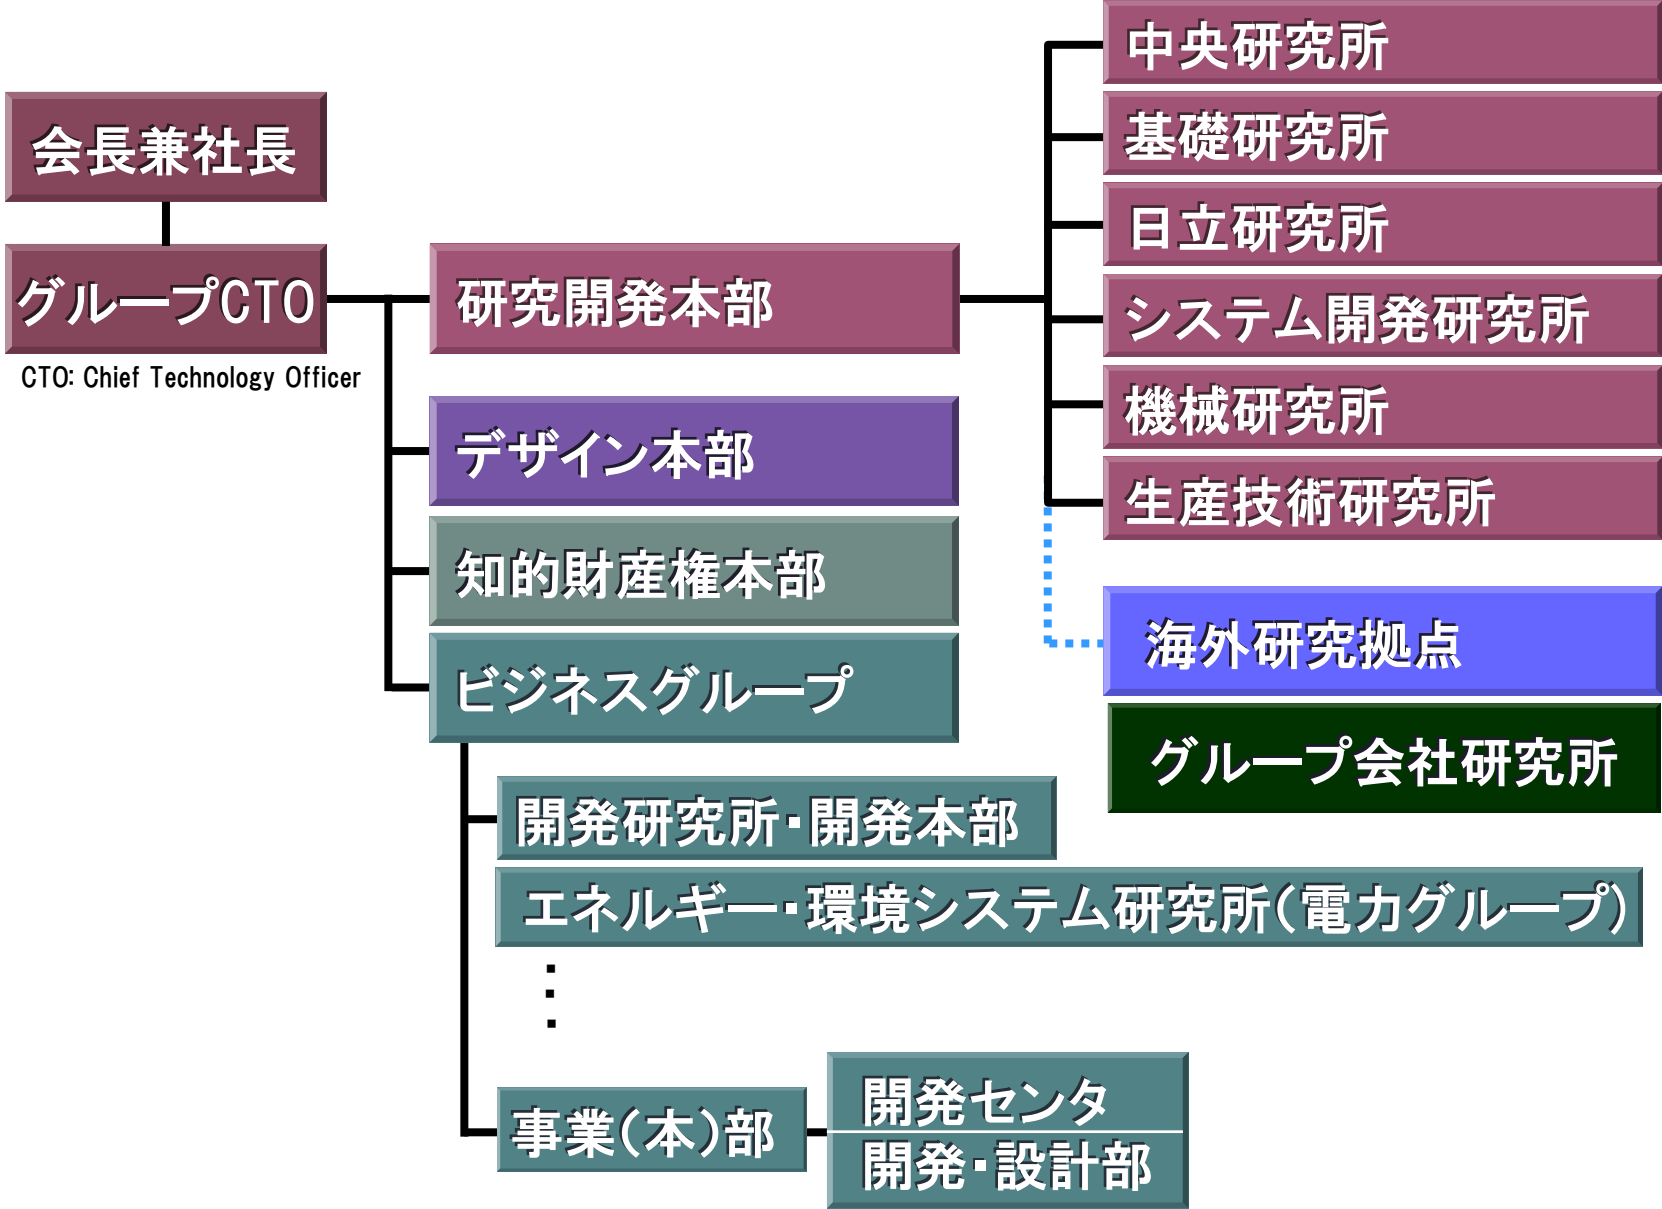 会長兼社長
グループCTO
CTO: Chief Technology Officer
研究開発本部
デザイン本部
知的財産権本部
ビジネスグループ
中央研究所
基礎研究所
日立研究所
システム開発研究所
機械研究所
生産技術研究所
海外研究拠点
グループ会社研究所
開発研究所・開発本部
エネルギー・環境システム研究所(電力グループ)
事業(本)部
開発センタ
開発・設計部